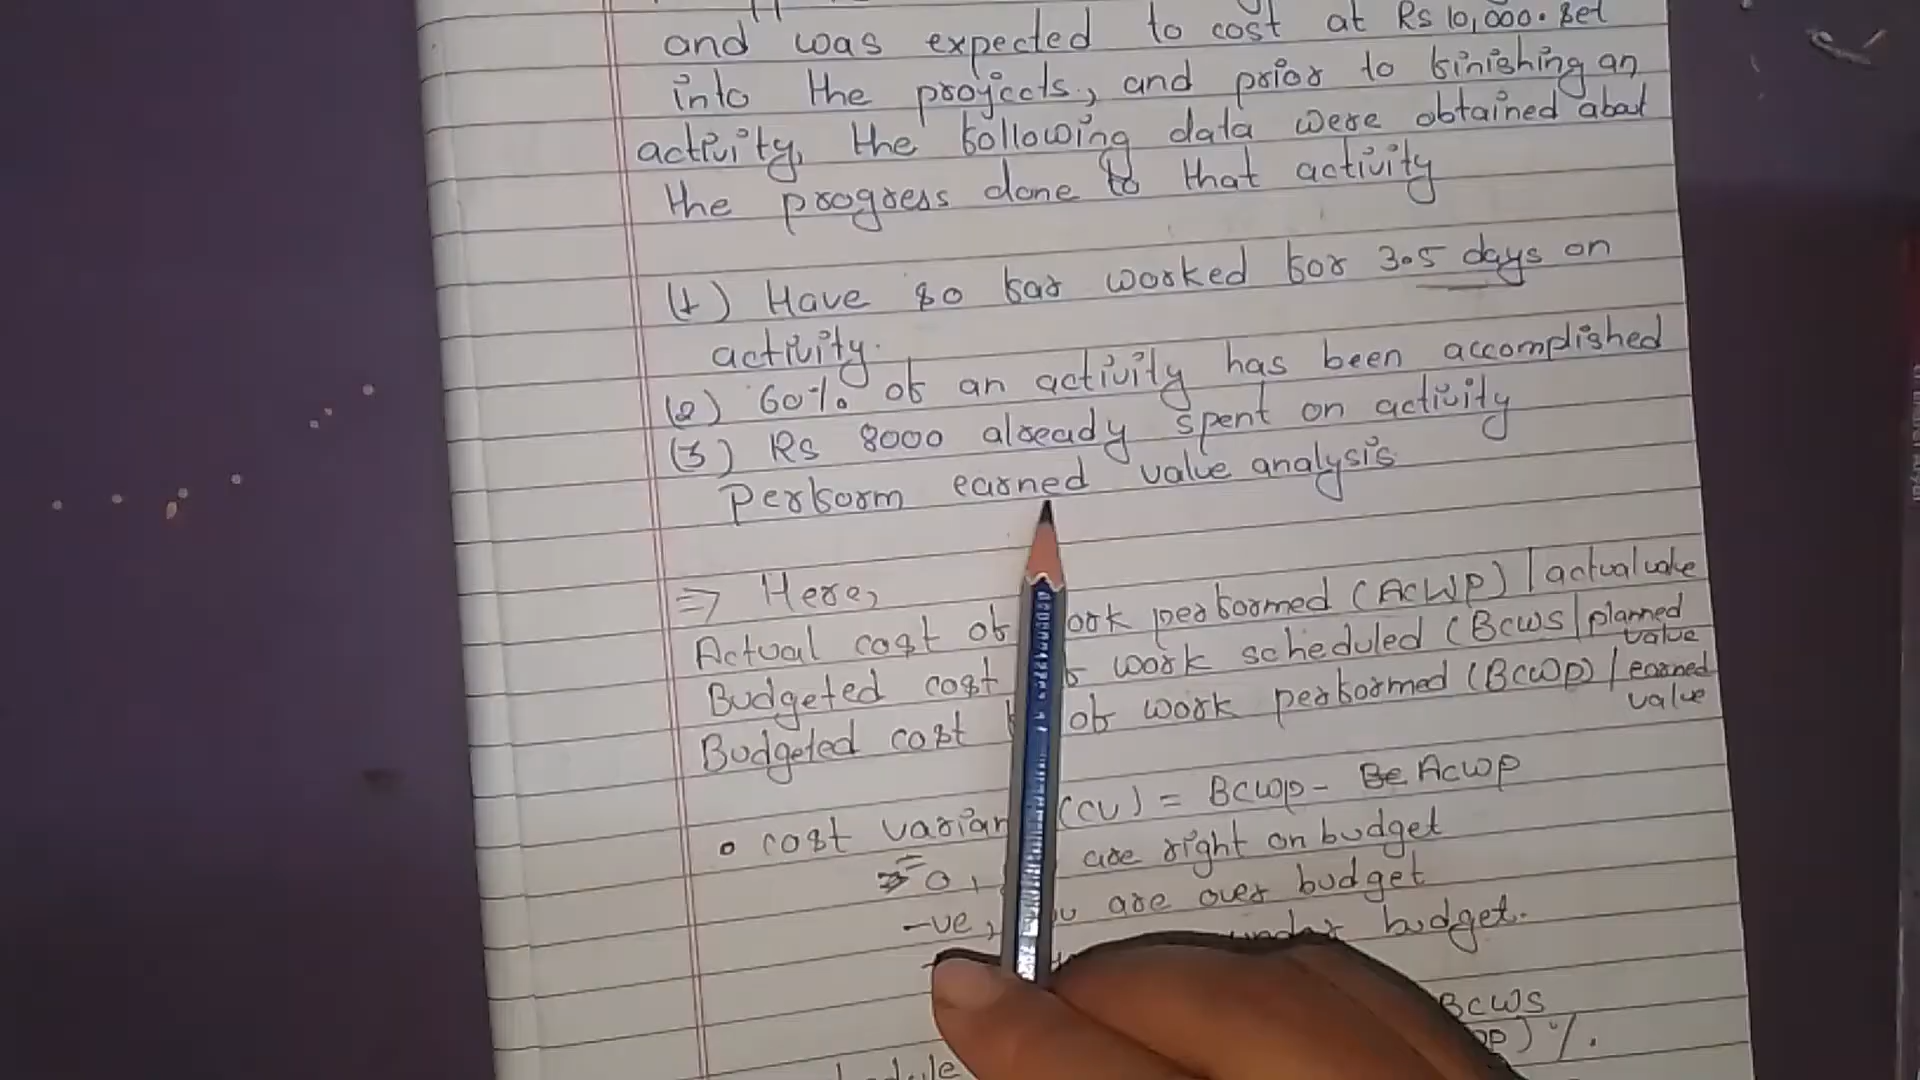 and was expected to cost at Rs 10,000. Set
into the projects, and prior to finishing an
activity, the following data were obtained about
the progress done to that activity
(1) Have so far worked for 3.5 days on
activity.
(2) 60% of an activity has been accomplished
(3) Rs 8000 already spent on activity
Perform earned value analysis
⇒ Here,
Actual cost of work performed (ACWP) | actual value
Budgeted cost of work scheduled (BCWS | planned value
Budgeted cost of work performed (BCWP) | earned value
• cost varian (CV) = BCWP - Be ACWP
= 0, are right on budget
-ve, you are over budget
under budget.
BCWS
) %.